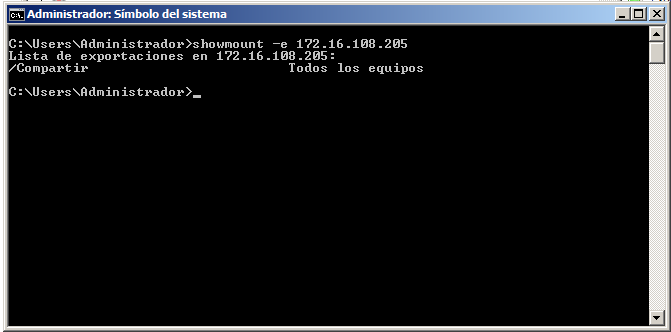 Administrador: Símbolo del sistema
C:\Users\Administrador>showmount -e 172.16.108.205
Lista de exportaciones en 172.16.108.205:
/Compartir                         Todos los equipos
C:\Users\Administrador>_